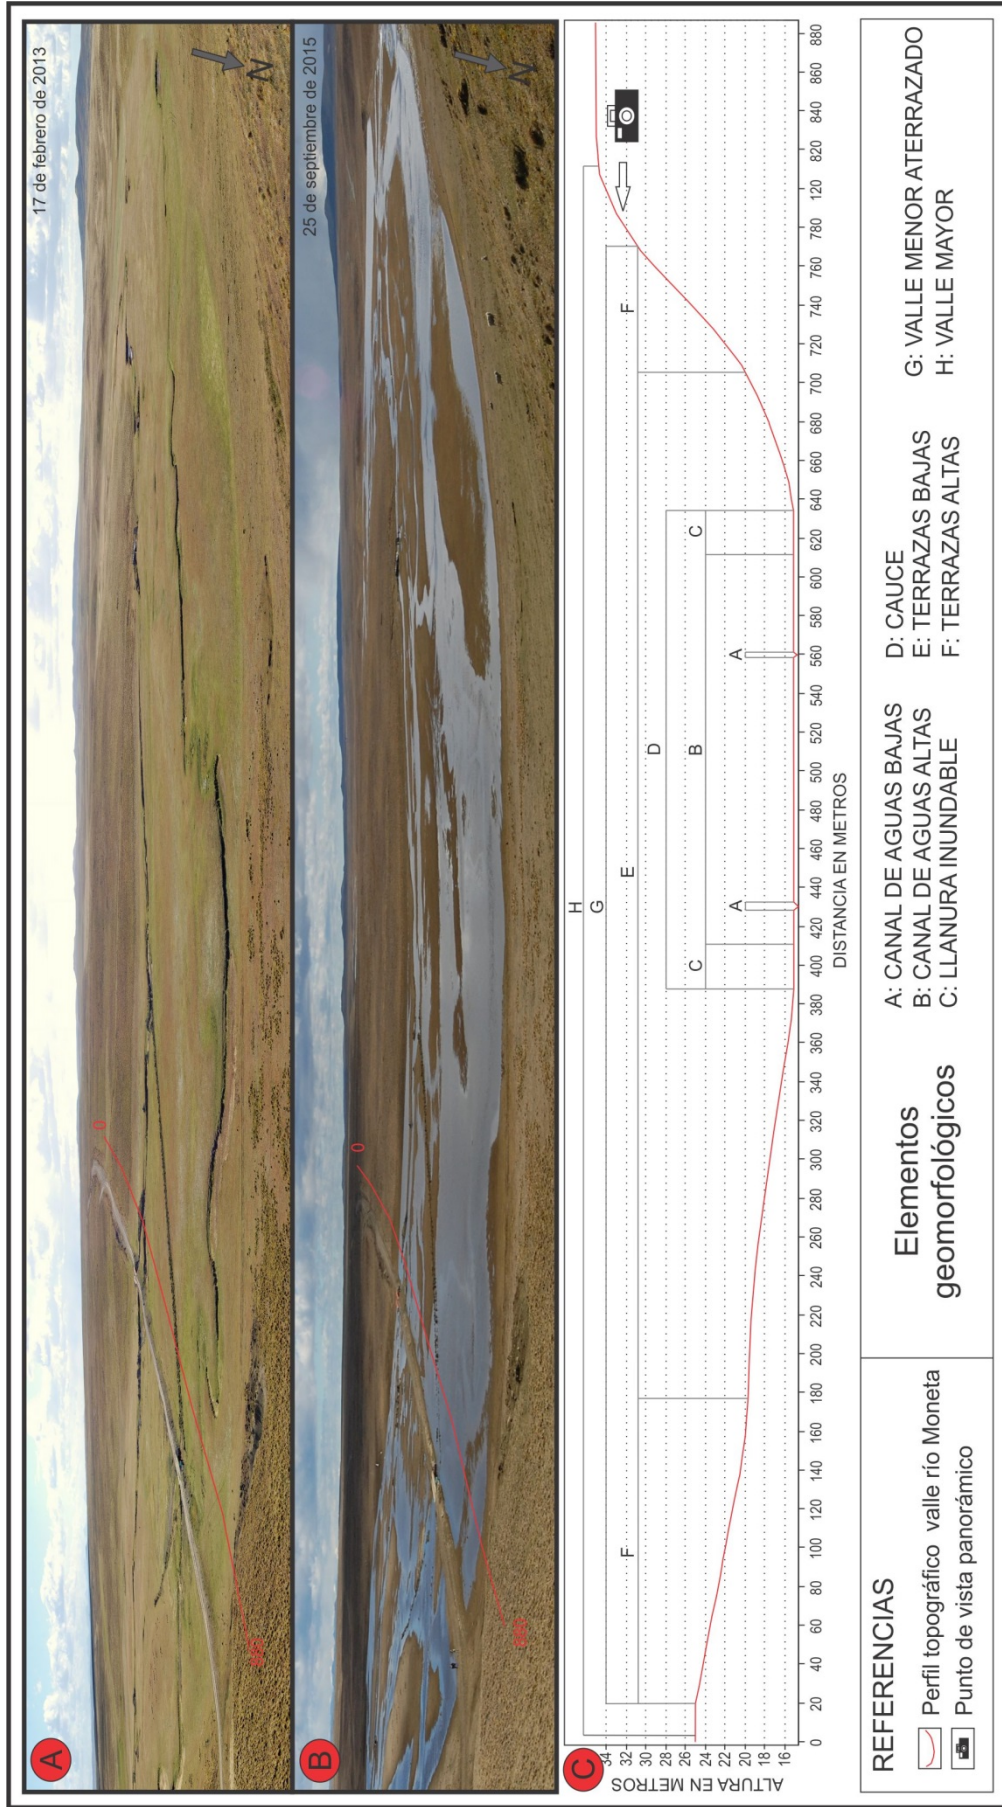 A
17 de febrero de 2013
N
0
B
25 de septiembre de 2015
N
0
C
H
G
34
32
30
28
26
24
22
20
18
16
ALTURA EN METROS
F
E
D
F
C
B
C
A
A
0 20 40 60 80 100 120 140 160 180 200 220 240 260 280 300 320 340 360 380 400 420 440 460 480 500 520 540 560 580 600 620 640 660 680 700 720 740 760 780 120 820 840 860 880
DISTANCIA EN METROS
REFERENCIAS
Perfil topográfico valle río Moneta
Punto de vista panorámico
Elementos
geomorfológicos
A: CANAL DE AGUAS BAJAS
B: CANAL DE AGUAS ALTAS
C: LLANURA INUNDABLE
D: CAUCE
E: TERRAZAS BAJAS
F: TERRAZAS ALTAS
G: VALLE MENOR ATERRAZADO
H: VALLE MAYOR